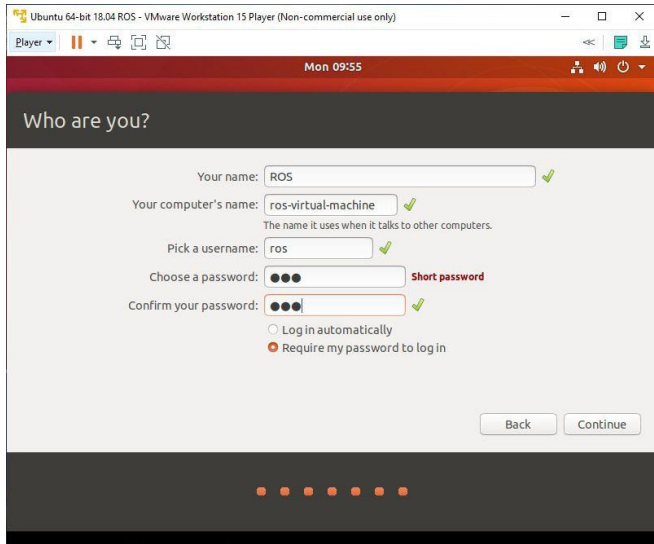 Ubuntu 64-bit 18.04 ROS - VMware Workstation 15 Player (Non-commercial use only)
Player
Mon 09:55
Who are you?
Your name: ROS
Your computer's name: ros-virtual-machine
The name it uses when it talks to other computers.
Pick a username: ros
Choose a password: ●●● Short password
Confirm your password: ●●●
Log in automatically
Require my password to log in
Back Continue